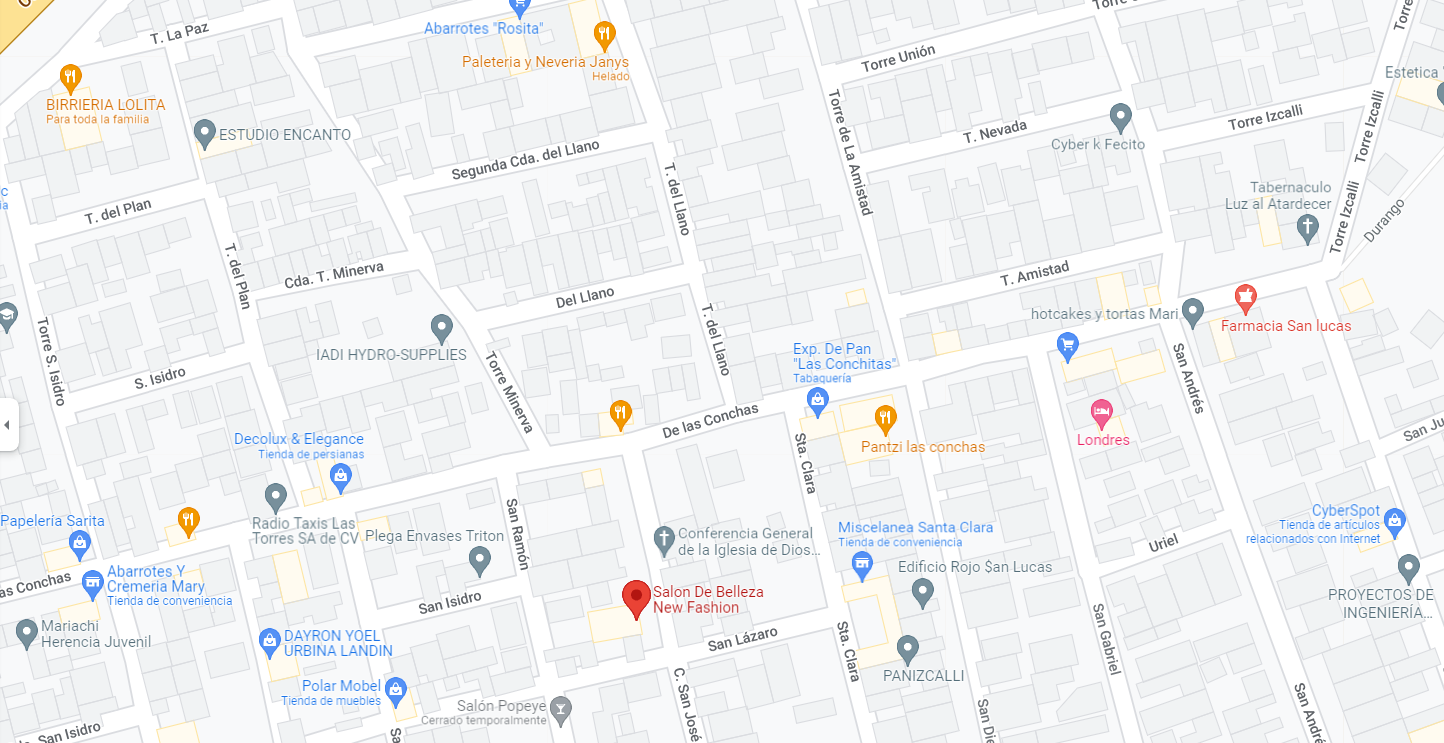 T. La Paz
Abarrotes "Rosita"
Paleteria y Neveria Janys
Helado
Torre Unión
BIRRIERIA LOLITA
Para toda la familia
ESTUDIO ENCANTO
Segunda Cda. del Llano
Torre de La Amistad
T. Nevada
Cyber k Fecito
Torre Izcalli
Torre Izcalli
Torre Izcalli
Estetica
T. del Llano
Tabernaculo
Luz al Atardecer
Durango
T. del Plan
T. del Plan
Cda. T. Minerva
Del Llano
T. Amistad
hotcakes y tortas Mari
Farmacia San lucas
Torre S. Isidro
IADI HYDRO-SUPPLIES
Torre Minerva
T. del Llano
Exp. De Pan
"Las Conchitas"
Tabaquería
S. Isidro
San Andrés
De las Conchas
Pantzi las conchas
Londres
Decolux & Elegance
Tienda de persianas
Sta. Clara
Papelería Sarita
Radio Taxis Las
Torres SA de CV
Plega Envases Triton
San Ramón
Conferencia General
de la Iglesia de Dios...
Miscelanea Santa Clara
Tienda de conveniencia
CyberSpot
Tienda de artículos
relacionados con Internet
Uriel
Edificio Rojo $an Lucas
as Conchas
Abarrotes Y
Cremeria Mary
Tienda de conveniencia
San Isidro
Salon De Belleza
New Fashion
PROYECTOS DE
INGENIERÍA...
Mariachi
Herencia Juvenil
DAYRON YOEL
URBINA LANDIN
San Lázaro
Sta. Clara
San Gabriel
PANIZCALLI
Polar Mobel
Tienda de muebles
Salón Popeye
Cerrado temporalmente
C. San José
San Isidro